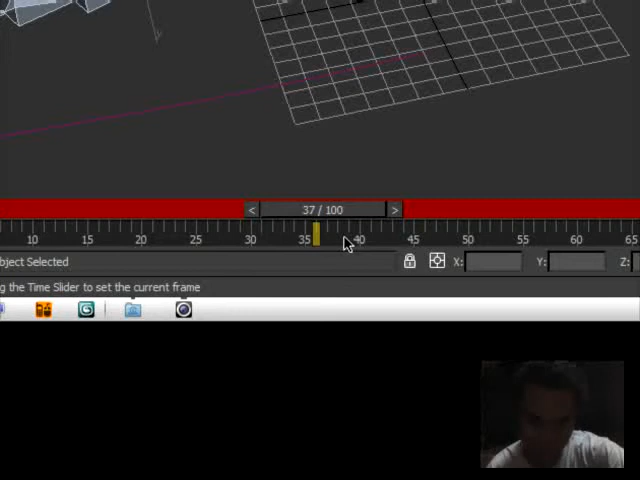 < 37 / 100 >
10 15 20 25 30 35 40 45 50 55 60 65
bject Selected X: Y: Z:
g the Time Slider to set the current frame